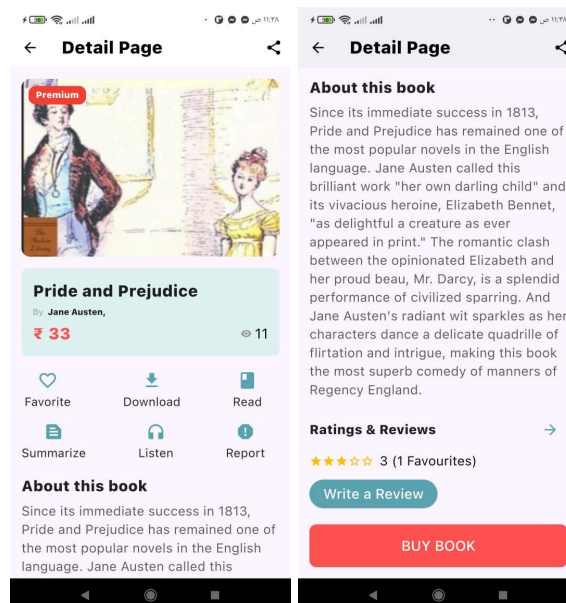 ص ١١:٣٨
Detail Page
Premium
The
Modern
Library
Pride and Prejudice
By Jane Austen,
₹ 33
11
Favorite
Download
Read
Summarize
Listen
Report
About this book
Since its immediate success in 1813,
Pride and Prejudice has remained one of
the most popular novels in the English
language. Jane Austen called this
ص ١١:٣٨
Detail Page
About this book
Since its immediate success in 1813,
Pride and Prejudice has remained one of
the most popular novels in the English
language. Jane Austen called this
brilliant work "her own darling child" and
its vivacious heroine, Elizabeth Bennet,
"as delightful a creature as ever
appeared in print." The romantic clash
between the opinionated Elizabeth and
her proud beau, Mr. Darcy, is a splendid
performance of civilized sparring. And
Jane Austen's radiant wit sparkles as her
characters dance a delicate quadrille of
flirtation and intrigue, making this book
the most superb comedy of manners of
Regency England.
Ratings & Reviews
3 (1 Favourites)
Write a Review
BUY BOOK